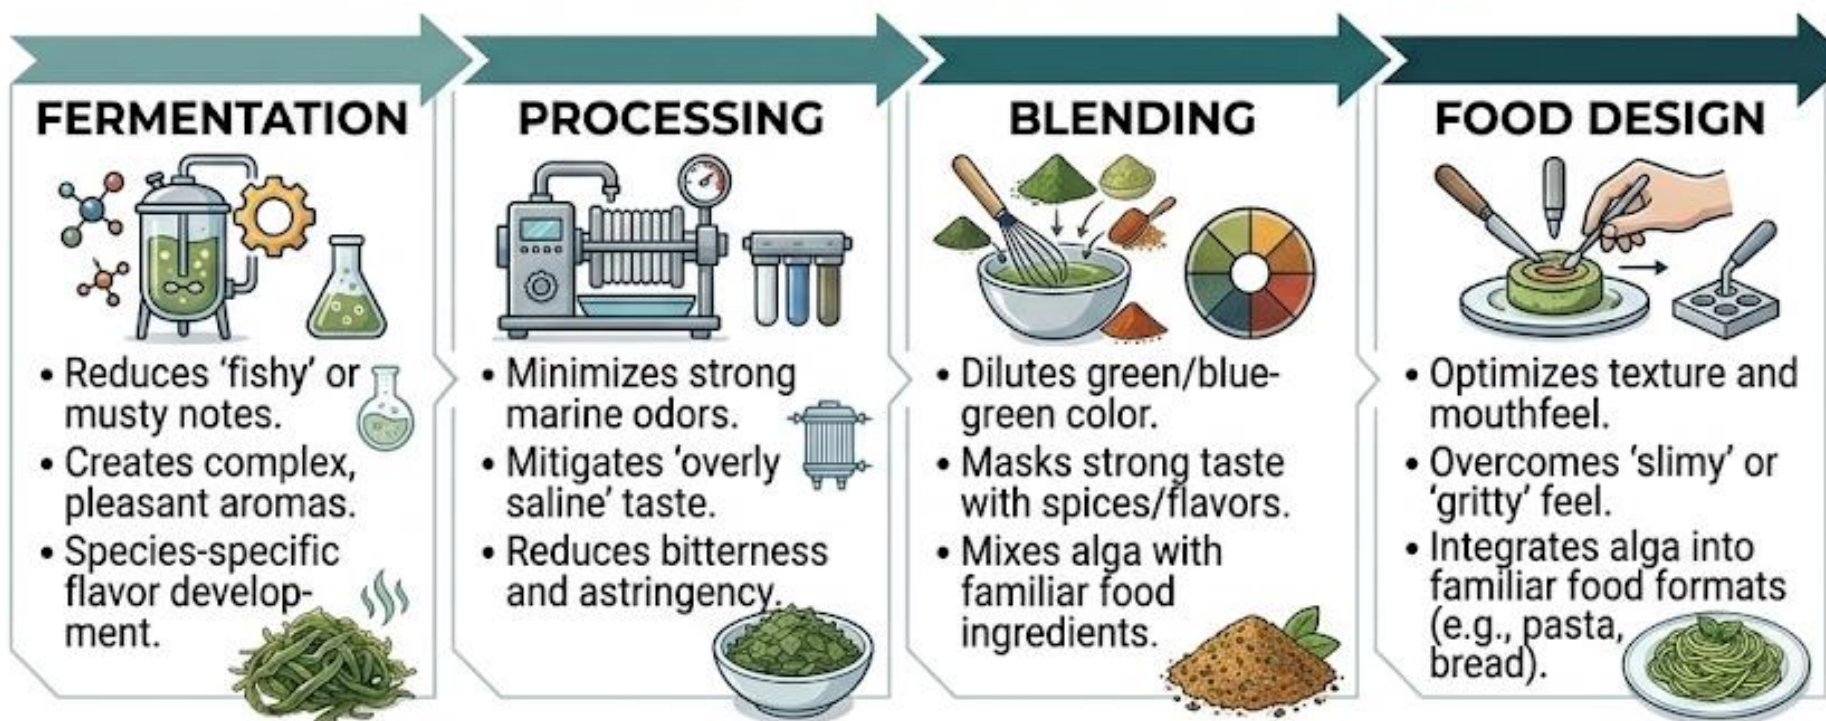 FERMENTATION
• Reduces ‘fishy’ or
musty notes.
• Creates complex,
pleasant aromas.
• Species-specific
flavor develop-
ment.
PROCESSING
• Minimizes strong
marine odors.
• Mitigates ‘overly
saline’ taste.
• Reduces bitterness
and astringency.
BLENDING
• Dilutes green/blue-
green color.
• Masks strong taste
with spices/flavors.
• Mixes alga with
familiar food
ingredients.
FOOD DESIGN
• Optimizes texture and
mouthfeel.
• Overcomes ‘slimy’ or
‘gritty’ feel.
• Integrates alga into
familiar food formats
(e.g., pasta,
bread).